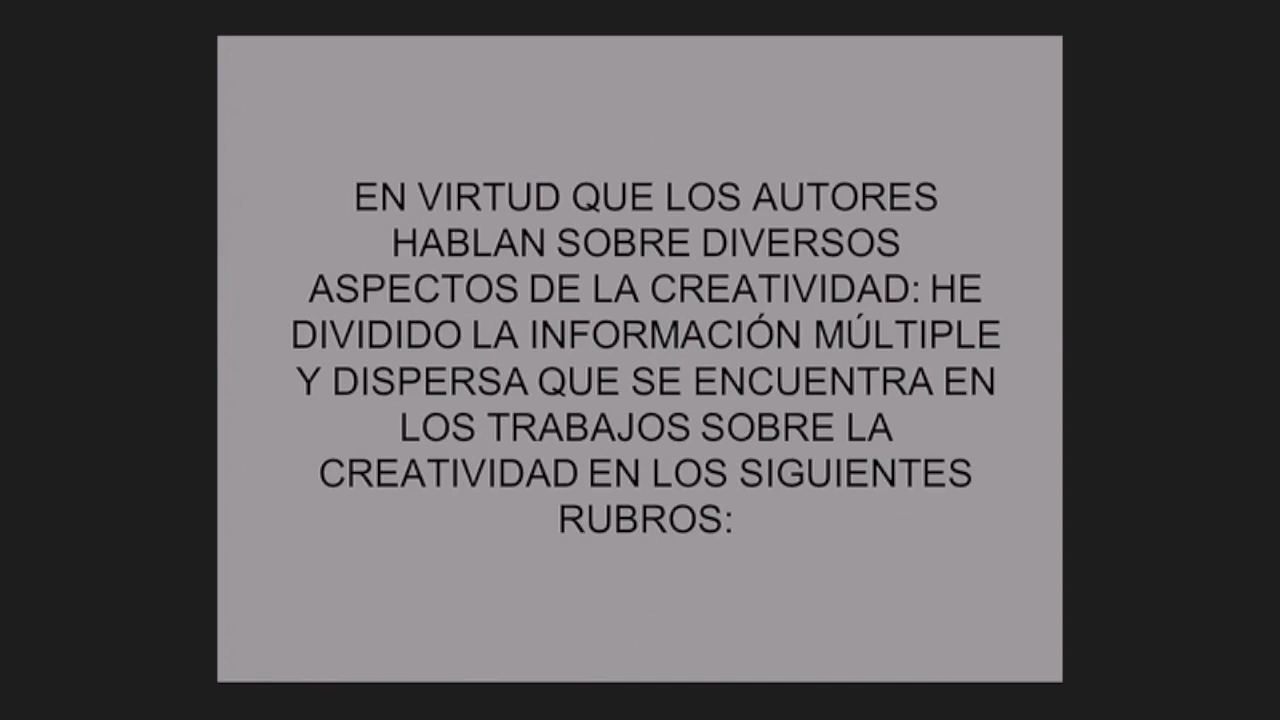 EN VIRTUD QUE LOS AUTORES
HABLAN SOBRE DIVERSOS
ASPECTOS DE LA CREATIVIDAD: HE
DIVIDIDO LA INFORMACIÓN MÚLTIPLE
Y DISPERSA QUE SE ENCUENTRA EN
LOS TRABAJOS SOBRE LA
CREATIVIDAD EN LOS SIGUIENTES
RUBROS: